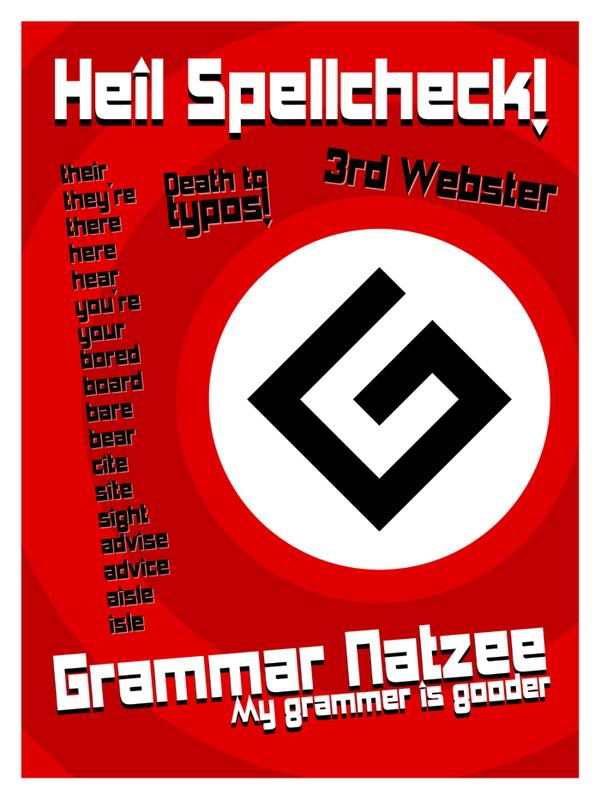 Heil Spellcheck!
3rd Webster
Death to
typos!
their
they're
there
here
hear
you're
your
bored
board
bare
bear
cite
site
sight
advise
advice
aisle
isle
G
Grammar Natzee
My grammer is gooder